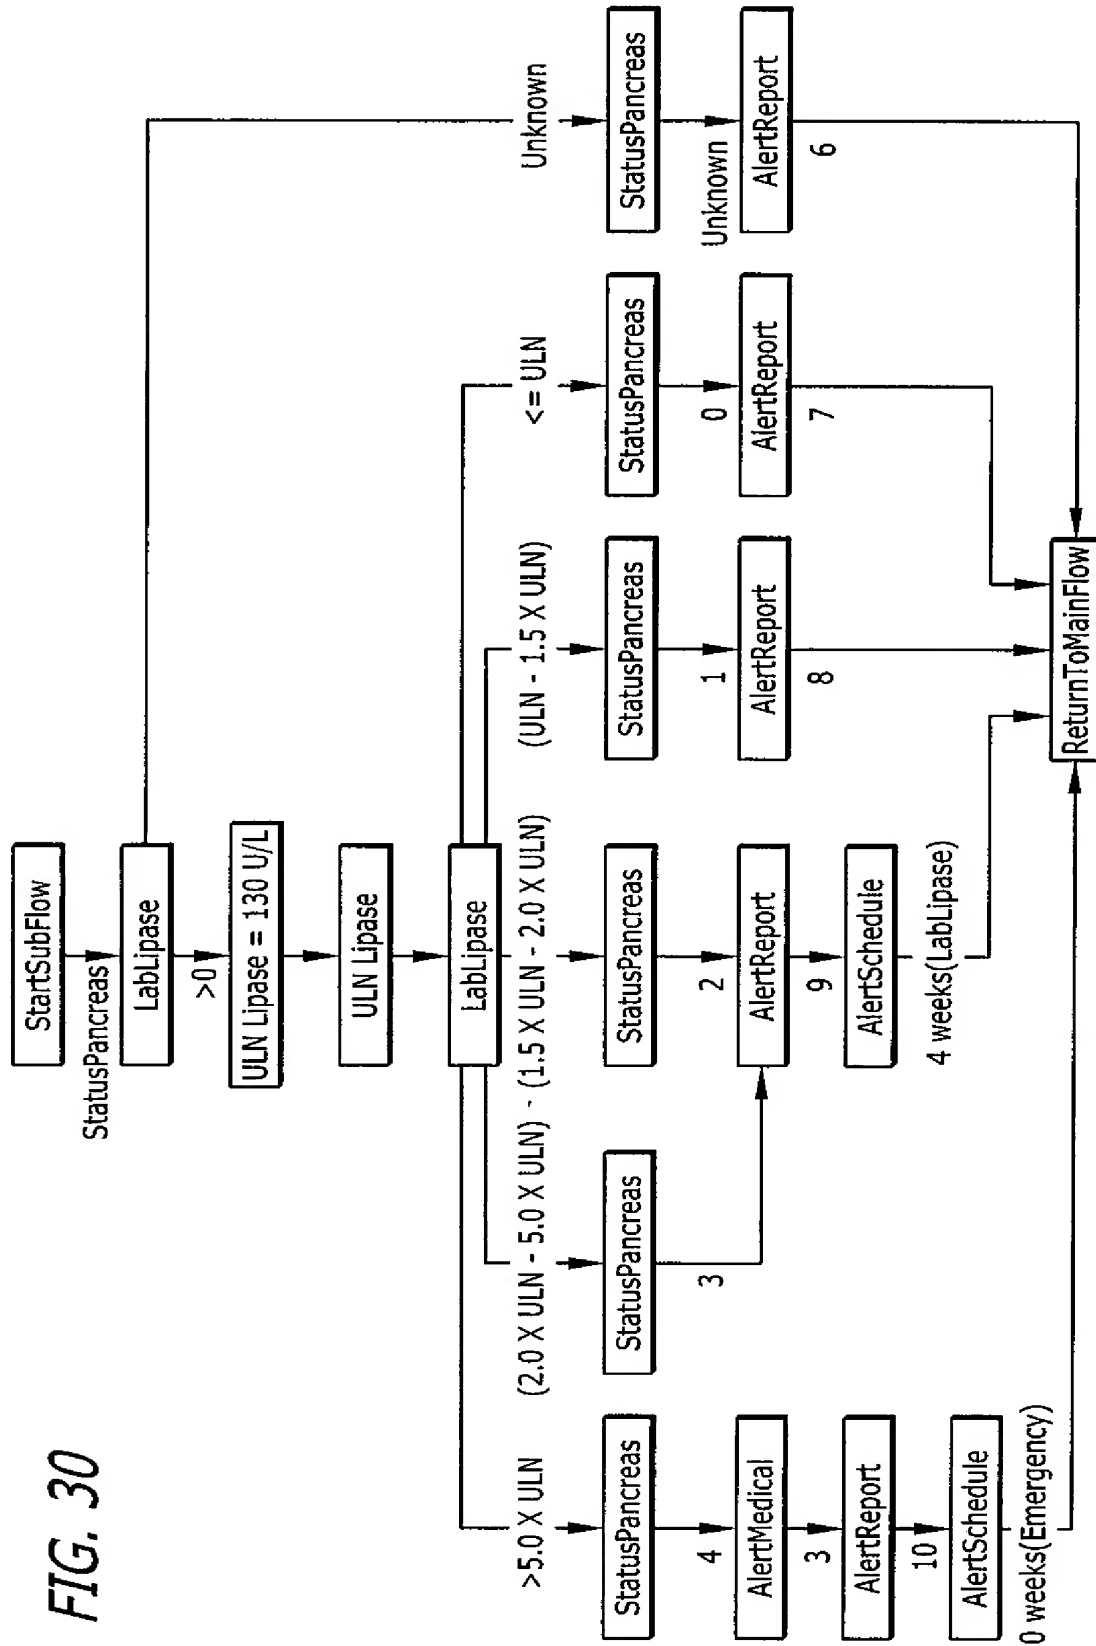 FIG. 30
StartSubFlow
StatusPancreas
LabLipase
>0
ULN Lipase = 130 U/L
ULN Lipase
LabLipase
>5.0 X ULN
(2.0 X ULN - 5.0 X ULN) - (1.5 X ULN - 2.0 X ULN)
(ULN - 1.5 X ULN)
<= ULN
Unknown
StatusPancreas
StatusPancreas
StatusPancreas
StatusPancreas
StatusPancreas
StatusPancreas
4
3
2
1
0
Unknown
AlertMedical
AlertReport
AlertReport
AlertReport
AlertReport
3
9
8
7
6
AlertReport
AlertSchedule
10
4 weeks(LabLipase)
AlertSchedule
0 weeks(Emergency)
ReturnToMainFlow